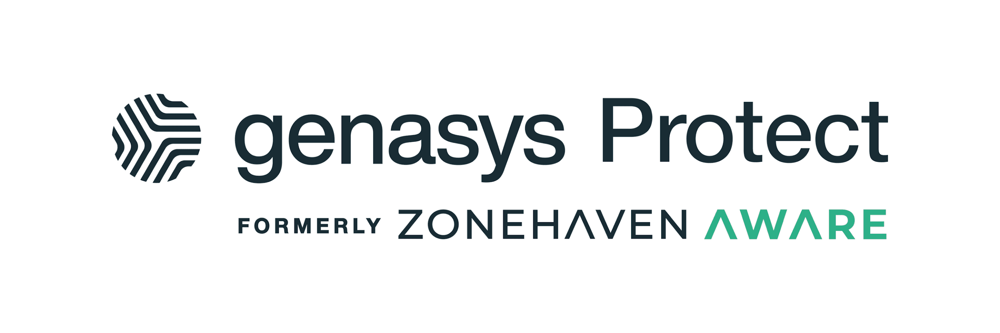 genasys Protect
FORMERLY ZONEHAVEN AWARE